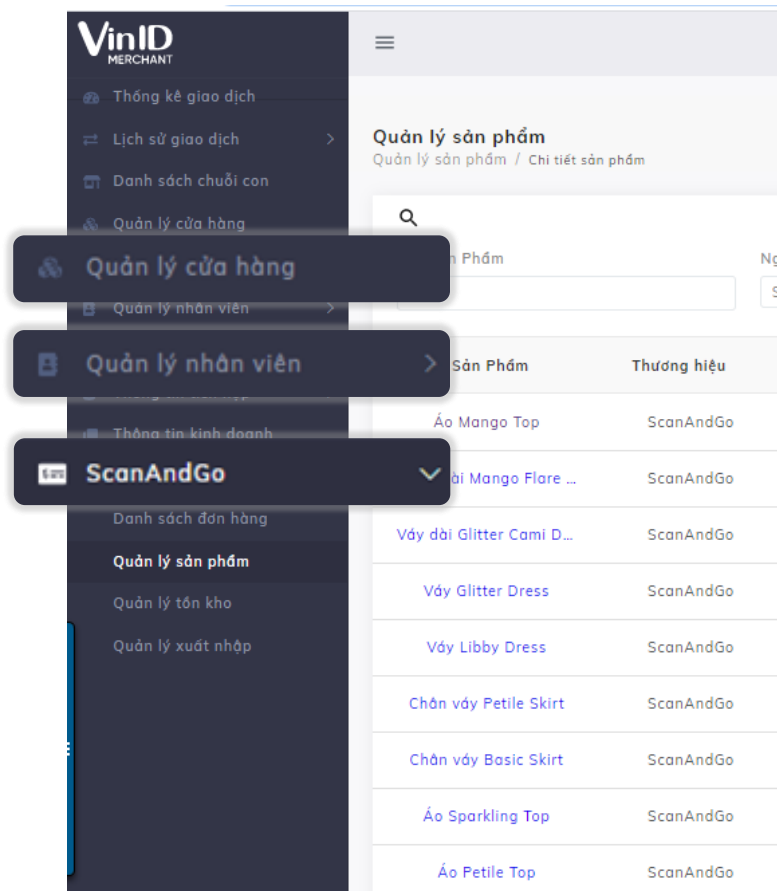 VinID
MERCHANT
Thống kê giao dịch
Lịch sử giao dịch
Danh sách chuỗi con
Quản lý cửa hàng
Quản lý cửa hàng
Quản lý nhân viên
Quản lý nhân viên
Thông tin kinh doanh
ScanAndGo
Danh sách đơn hàng
Quản lý sản phẩm
Quản lý tồn kho
Quản lý xuất nhập
Quản lý sản phẩm
Quản lý sản phẩm / Chi tiết sản phẩm
Phẩm
Sản Phẩm Thương hiệu
Áo Mango Top ScanAndGo
Mango Flare ... ScanAndGo
Váy dài Glitter Cami D... ScanAndGo
Váy Glitter Dress ScanAndGo
Váy Libby Dress ScanAndGo
Chân váy Petile Skirt ScanAndGo
Chân váy Basic Skirt ScanAndGo
Áo Sparkling Top ScanAndGo
Áo Petile Top ScanAndGo